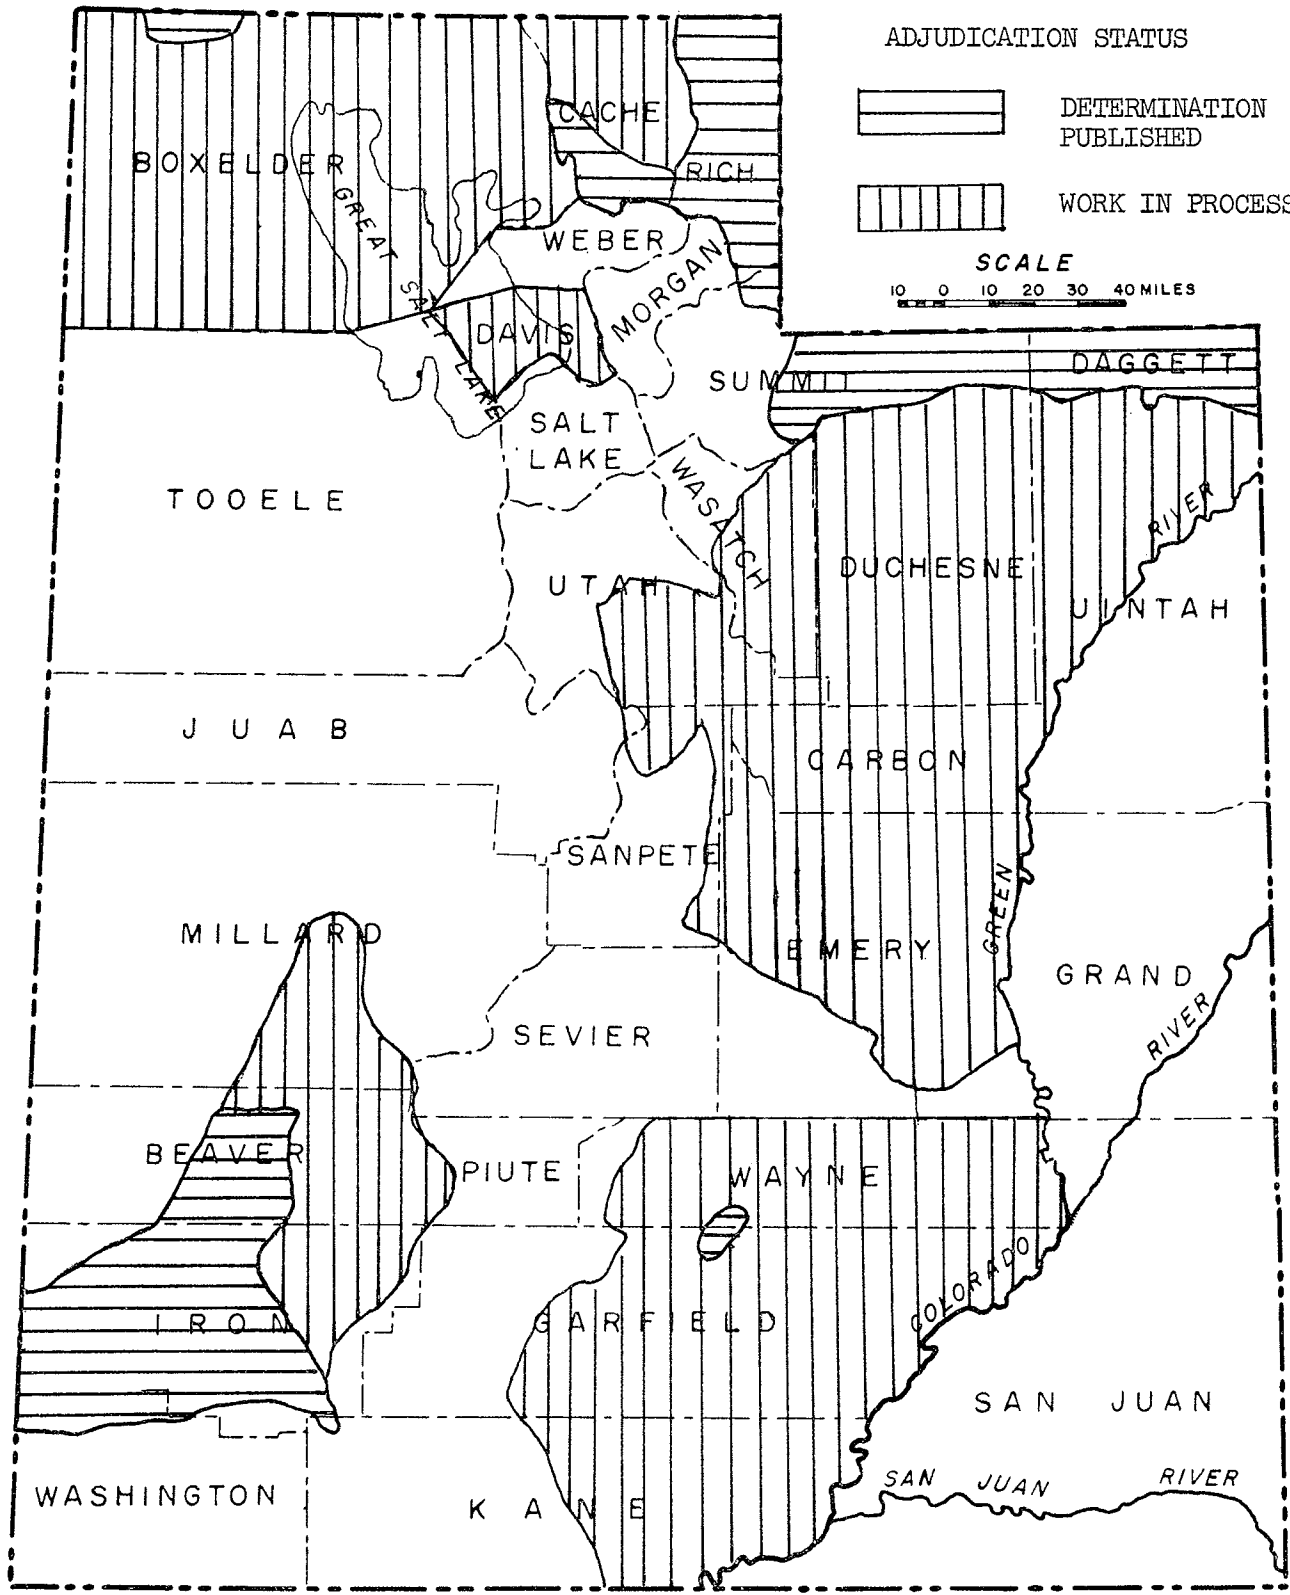 ADJUDICATION STATUS
DETERMINATION
PUBLISHED
WORK IN PROCESS
SCALE
10 0 10 20 30 40 MILES
CACHE
BOXELDER
RICH
GREAT SALT LAKE
WEBER
MORGAN
DAVIS
DAGGETT
SUMMIT
SALT
LAKE
WASATCH
TOOELE
RIVER
DUCHESNE
UTAH
UINTAH
JUAB
CARBON
SANPETE
GREEN
MILLARD
EMERY
GRAND
SEVIER
RIVER
BEAVER
PIUTE
WAYNE
COLORADO
IRON
GARFIELD
SAN JUAN
WASHINGTON
KANE
SAN JUAN RIVER